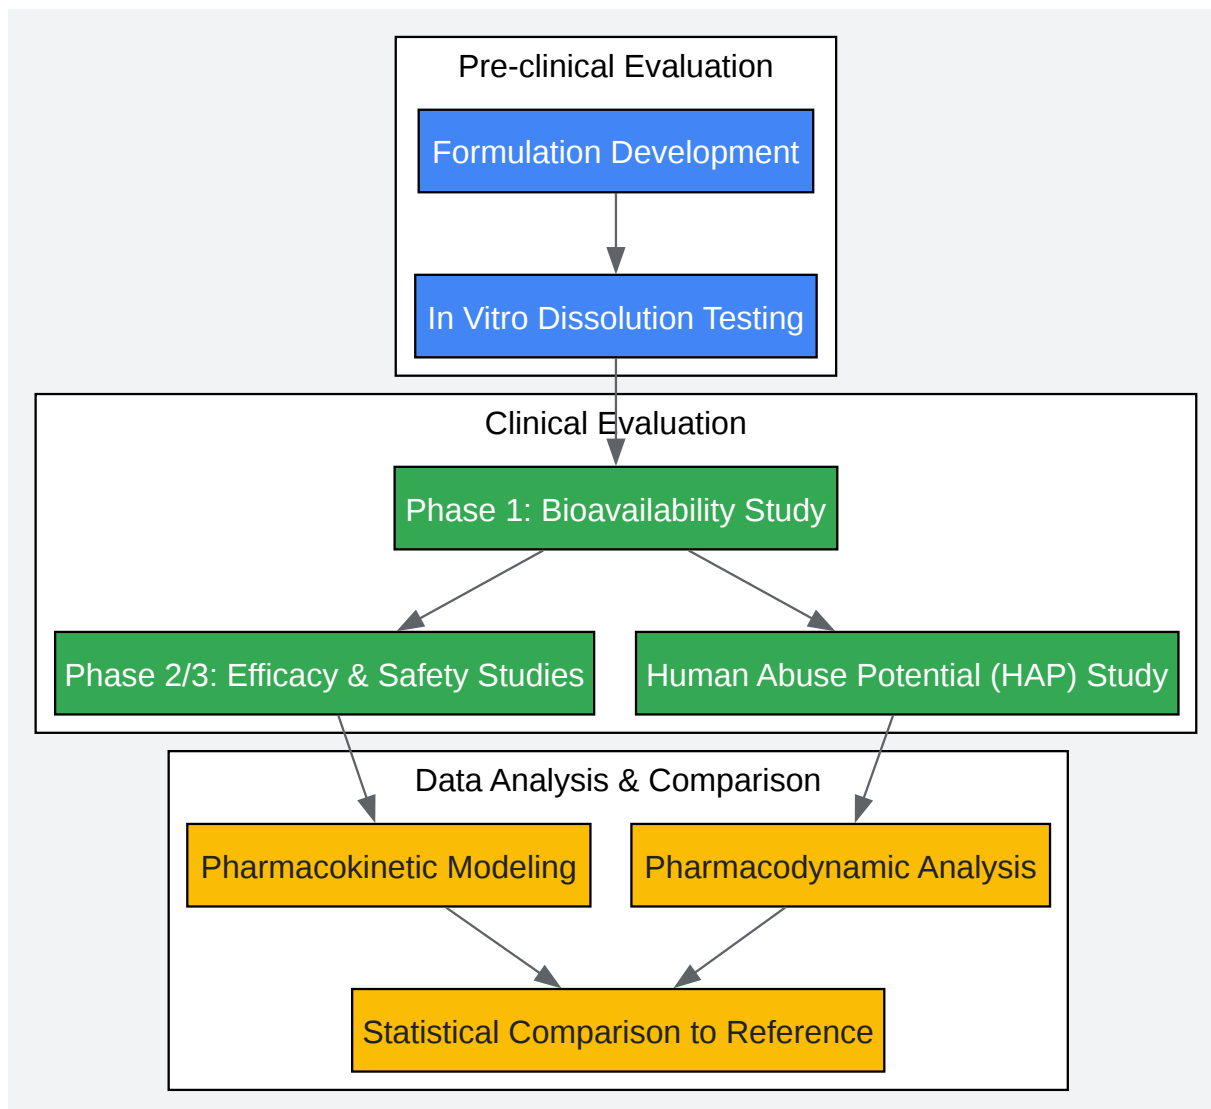 Pre-clinical Evaluation
Formulation Development
In Vitro Dissolution Testing
Clinical Evaluation
Phase 1: Bioavailability Study
Phase 2/3: Efficacy & Safety Studies
Human Abuse Potential (HAP) Study
Data Analysis & Comparison
Pharmacokinetic Modeling
Pharmacodynamic Analysis
Statistical Comparison to Reference